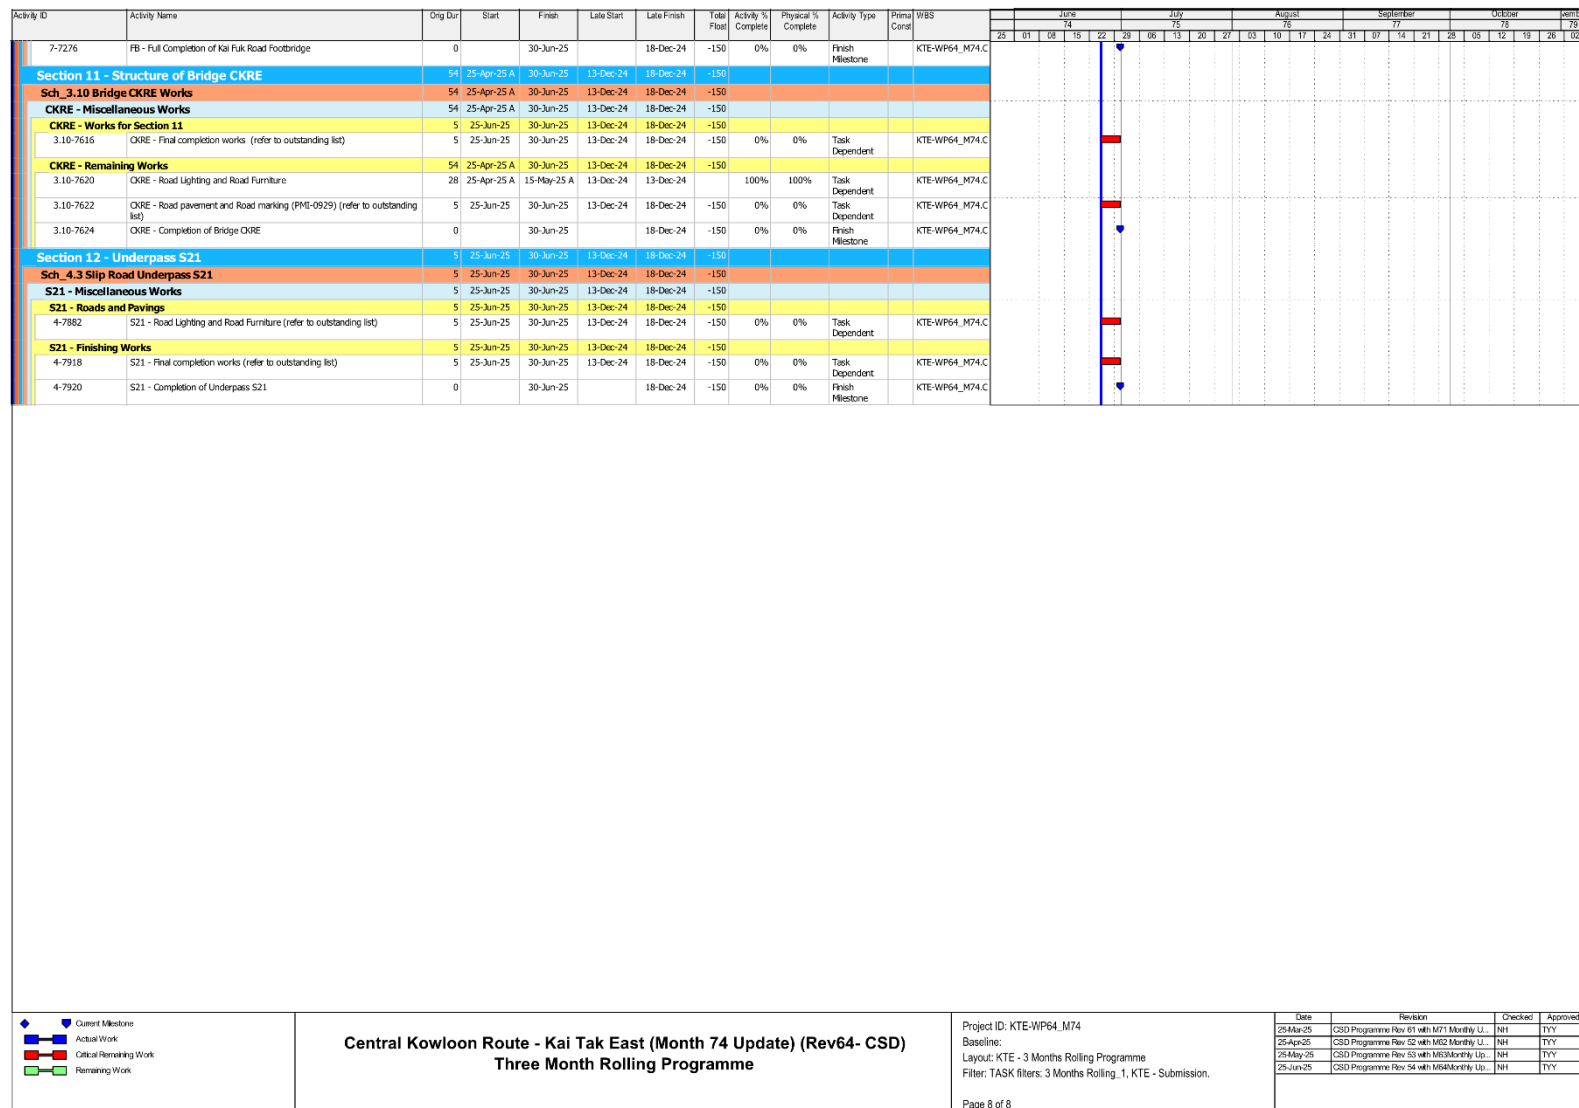 Activity ID Activity Name Orig Dur Start Finish Late Start Late Finish Total Float Activity % Complete Physical % Complete Activity Type Prima Const WBS
June July August September October
74 75 76 77 78 79
25 01 08 15 22 29 06 13 20 27 03 10 17 24 31 07 14 21 28 05 12 19 26 02
7-7276 FB - Full Completion of Kai Fuk Road Footbridge 0 30-Jun-25 18-Dec-24 -150 0% 0% Finish Milestone KTE-WP64_M74.C
Section 11 - Structure of Bridge CKRE 54 25-Apr-25 A 30-Jun-25 13-Dec-24 18-Dec-24 -150
Sch_3.10 Bridge CKRE Works 54 25-Apr-25 A 30-Jun-25 13-Dec-24 18-Dec-24 -150
CKRE - Miscellaneous Works 54 25-Apr-25 A 30-Jun-25 13-Dec-24 18-Dec-24 -150
CKRE - Works for Section 11 5 25-Jun-25 30-Jun-25 13-Dec-24 18-Dec-24 -150
3.10-7616 CKRE - Final completion works (refer to outstanding list) 5 25-Jun-25 30-Jun-25 13-Dec-24 18-Dec-24 -150 0% 0% Task Dependent KTE-WP64_M74.C
CKRE - Remaining Works 54 25-Apr-25 A 30-Jun-25 13-Dec-24 18-Dec-24 -150
3.10-7620 CKRE - Road Lighting and Road Furniture 28 25-Apr-25 A 15-May-25 A 13-Dec-24 13-Dec-24 100% 100% Task Dependent KTE-WP64_M74.C
3.10-7622 CKRE - Road pavement and Road marking (PMI-0929) (refer to outstanding list) 5 25-Jun-25 30-Jun-25 13-Dec-24 18-Dec-24 -150 0% 0% Task Dependent KTE-WP64_M74.C
3.10-7624 CKRE - Completion of Bridge CKRE 0 30-Jun-25 18-Dec-24 -150 0% 0% Finish Milestone KTE-WP64_M74.C
Section 12 - Underpass S21 5 25-Jun-25 30-Jun-25 13-Dec-24 18-Dec-24 -150
Sch_4.3 Slip Road Underpass S21 5 25-Jun-25 30-Jun-25 13-Dec-24 18-Dec-24 -150
S21 - Miscellaneous Works 5 25-Jun-25 30-Jun-25 13-Dec-24 18-Dec-24 -150
S21 - Roads and Pavings 5 25-Jun-25 30-Jun-25 13-Dec-24 18-Dec-24 -150
4-7882 S21 - Road Lighting and Road Furniture (refer to outstanding list) 5 25-Jun-25 30-Jun-25 13-Dec-24 18-Dec-24 -150 0% 0% Task Dependent KTE-WP64_M74.C
S21 - Finishing Works 5 25-Jun-25 30-Jun-25 13-Dec-24 18-Dec-24 -150
4-7918 S21 - Final completion works (refer to outstanding list) 5 25-Jun-25 30-Jun-25 13-Dec-24 18-Dec-24 -150 0% 0% Task Dependent KTE-WP64_M74.C
4-7920 S21 - Completion of Underpass S21 0 30-Jun-25 18-Dec-24 -150 0% 0% Finish Milestone KTE-WP64_M74.C
Current Milestone
Actual Work
Critical Remaining Work
Remaining Work
Central Kowloon Route - Kai Tak East (Month 74 Update) (Rev64- CSD)
Three Month Rolling Programme
Project ID: KTE-WP64_M74
Baseline:
Layout: KTE - 3 Months Rolling Programme
Filter: TASK filters: 3 Months Rolling_1, KTE - Submission.
Page 8 of 8
Date Revision Checked Approved
25-Mar-25 CSD Programme Rev 61 with M71 Monthly U... NH TYY
25-Apr-25 CSD Programme Rev 52 with M62 Monthly U... NH TYY
25-May-25 CSD Programme Rev 53 with M63Monthly Up... NH TYY
25-Jun-25 CSD Programme Rev 54 with M64Monthly Up... NH TYY